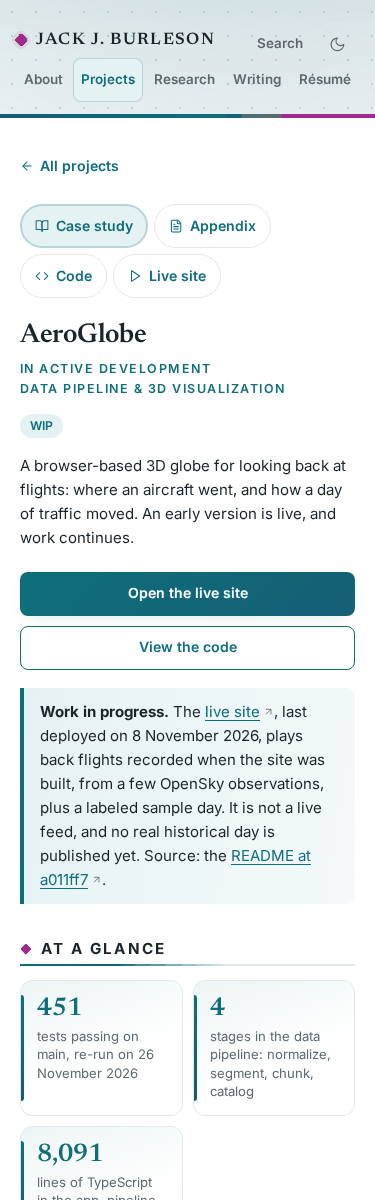 JACK J. BURLESON
Search
About Projects Research Writing Résumé
All projects
Case study Appendix
Code Live site
AeroGlobe
IN ACTIVE DEVELOPMENT
DATA PIPELINE & 3D VISUALIZATION
WIP
A browser-based 3D globe for looking back at
flights: where an aircraft went, and how a day
of traffic moved. An early version is live, and
work continues.
Open the live site
View the code
Work in progress. The live site ↗, last
deployed on 8 November 2026, plays
back flights recorded when the site was
built, from a few OpenSky observations,
plus a labeled sample day. It is not a live
feed, and no real historical day is
published yet. Source: the README at
a011ff7 ↗.
AT A GLANCE
451
tests passing on
main, re-run on 26
November 2026
4
stages in the data
pipeline: normalize,
segment, chunk,
catalog
8,091
lines of TypeScript
in the app, pipeline